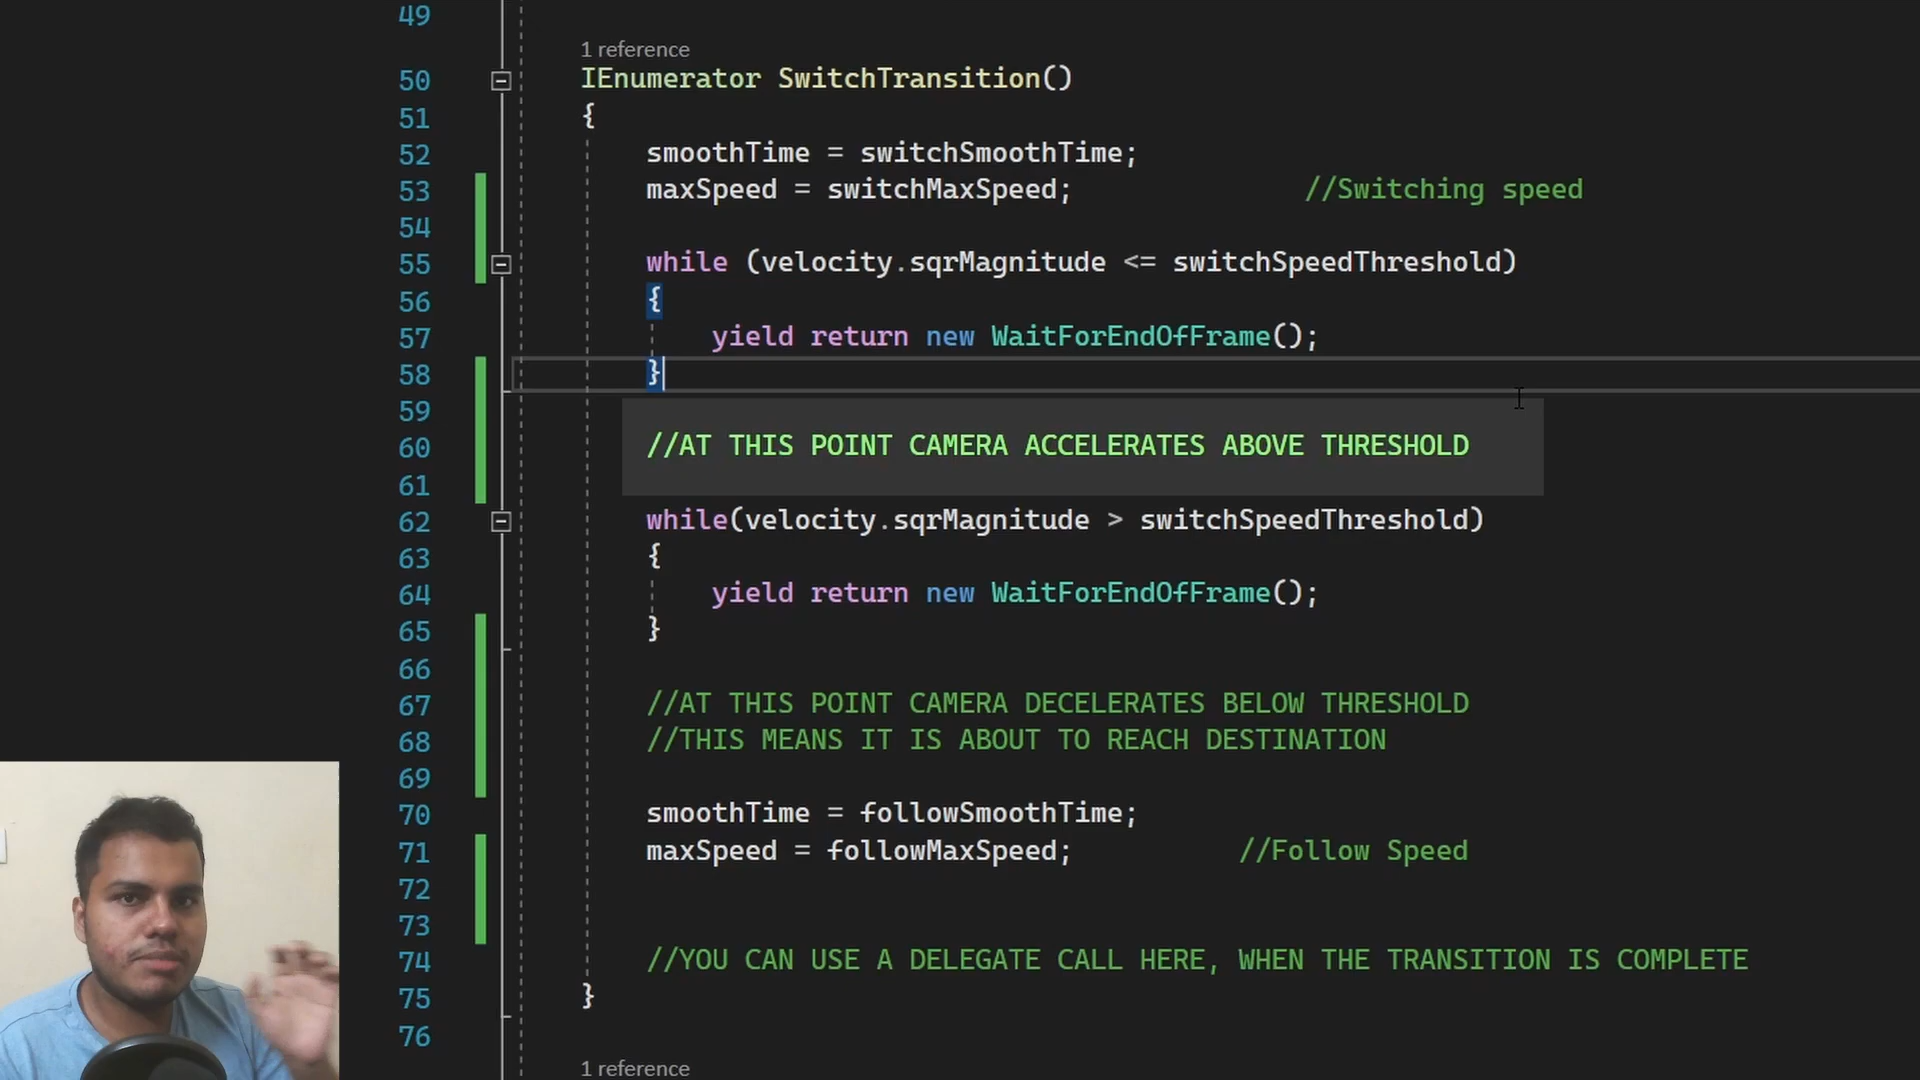 49
1 reference
50 IEnumerator SwitchTransition()
51 {
52 smoothTime = switchSmoothTime;
53 maxSpeed = switchMaxSpeed; //Switching speed
54
55 while (velocity.sqrMagnitude <= switchSpeedThreshold)
56 {
57 yield return new WaitForEndOfFrame();
58 }
59
60 //AT THIS POINT CAMERA ACCELERATES ABOVE THRESHOLD
61
62 while(velocity.sqrMagnitude > switchSpeedThreshold)
63 {
64 yield return new WaitForEndOfFrame();
65 }
66
67 //AT THIS POINT CAMERA DECELERATES BELOW THRESHOLD
68 //THIS MEANS IT IS ABOUT TO REACH DESTINATION
69
70 smoothTime = followSmoothTime;
71 maxSpeed = followMaxSpeed; //Follow Speed
72
73
74 //YOU CAN USE A DELEGATE CALL HERE, WHEN THE TRANSITION IS COMPLETE
75 }
76
1 reference